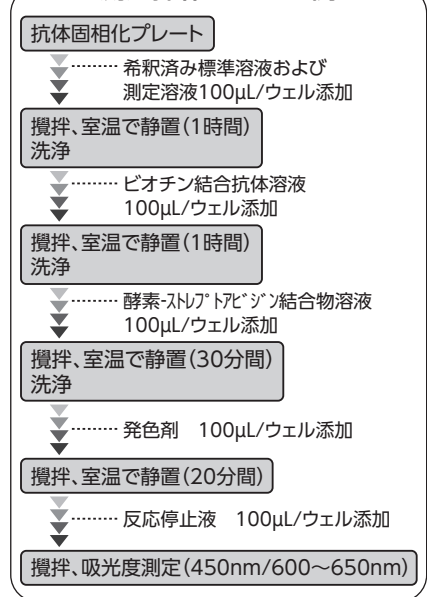 抗体固相化プレート
希釈済み標準溶液および
測定溶液100μL/ウェル添加
攪拌、室温で静置(1時間)
洗浄
ビオチン結合抗体溶液
100μL/ウェル添加
攪拌、室温で静置(1時間)
洗浄
酵素-ｽﾄﾚﾌﾟﾄｱﾋﾞｼﾞﾝ結合物溶液
100μL/ウェル添加
攪拌、室温で静置(30分間)
洗浄
発色剤　100μL/ウェル添加
攪拌、室温で静置(20分間)
反応停止液　100μL/ウェル添加
攪拌、吸光度測定(450nm/600～650nm)